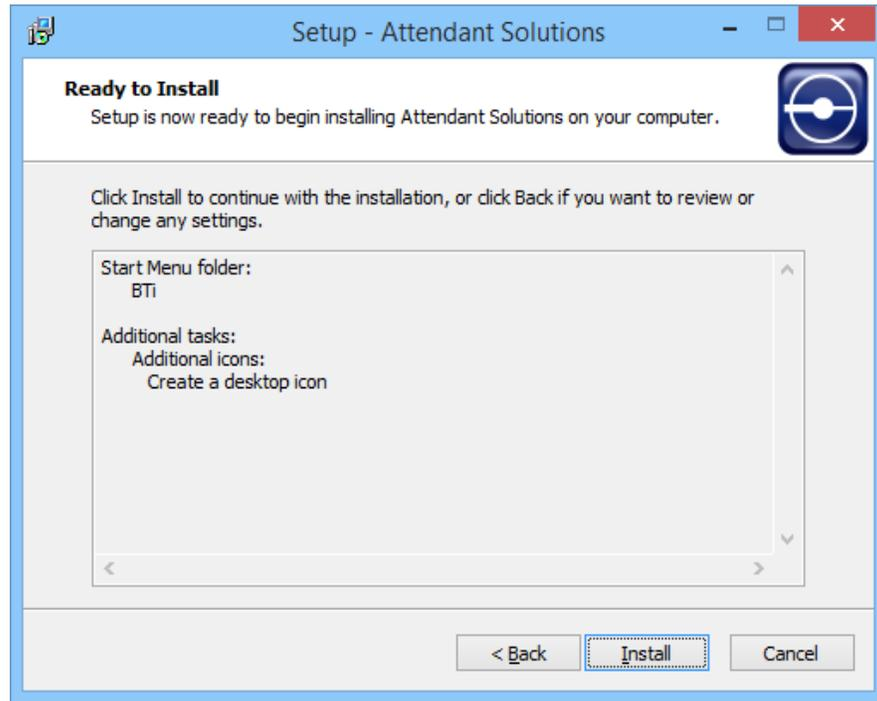 Setup - Attendant Solutions
Ready to Install
Setup is now ready to begin installing Attendant Solutions on your computer.
Click Install to continue with the installation, or click Back if you want to review or
change any settings.
Start Menu folder:
BTi
Additional tasks:
Additional icons:
Create a desktop icon
< Back
Install
Cancel